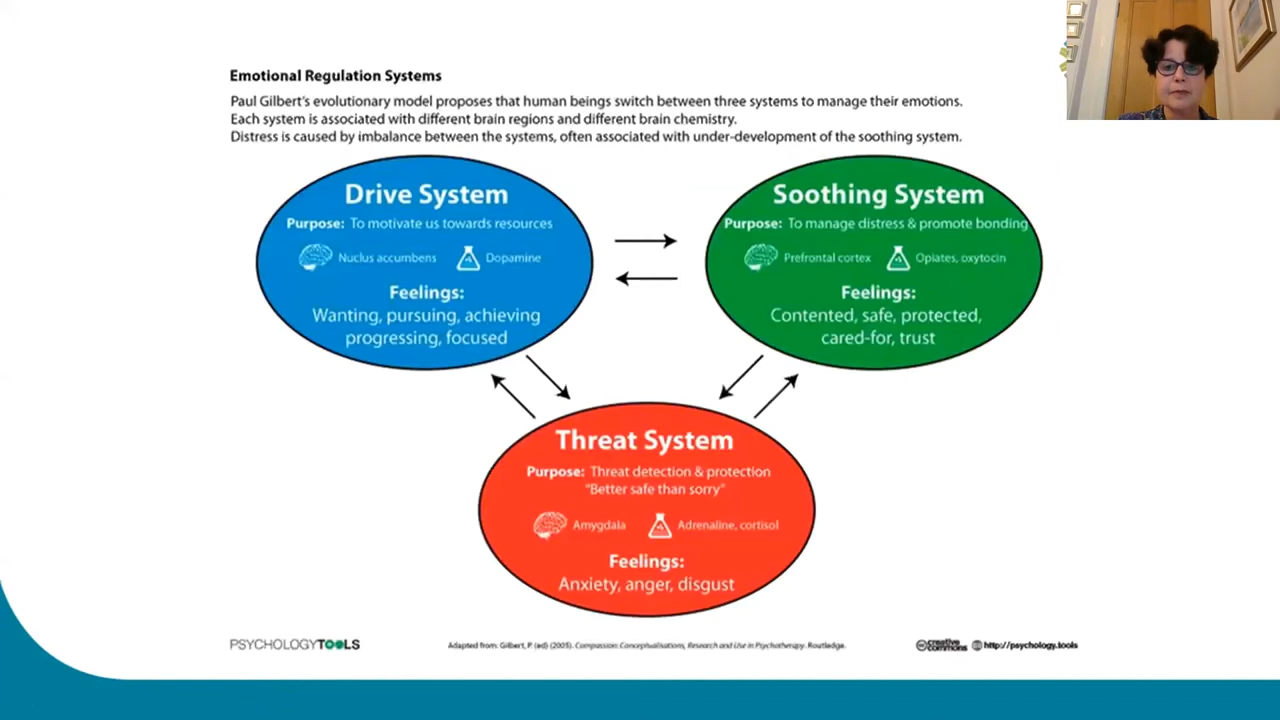 Emotional Regulation Systems
Paul Gilbert's evolutionary model proposes that human beings switch between three systems to manage their emotions.
Each system is associated with different brain regions and different brain chemistry.
Distress is caused by imbalance between the systems, often associated with under-development of the soothing system.
Drive System
Purpose: To motivate us towards resources
Nuclus accumbens
Dopamine
Feelings:
Wanting, pursuing, achieving
progressing, focused
Soothing System
Purpose: To manage distress & promote bonding
Prefrontal cortex
Opiates, oxytocin
Feelings:
Contented, safe, protected,
cared-for, trust
Threat System
Purpose: Threat detection & protection
"Better safe than sorry"
Amygdala
Adrenaline, cortisol
Feelings:
Anxiety, anger, disgust
PSYCHOLOGYTOOLS
Adapted from: Gilbert, P. (ed) (2005). Compassion: Conceptualisations, Research and Use in Psychotherapy. Routledge.
creative commons
http://psychology.tools